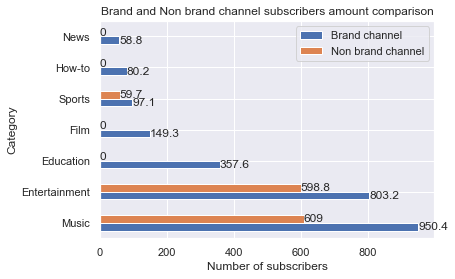 Brand and Non brand channel subscribers amount comparison
Brand channel
Non brand channel
News
0
58.8
How-to
0
80.2
Sports
59.7
97.1
Film
0
149.3
Education
0
357.6
Entertainment
598.8
803.2
Music
609
950.4
Category
0 200 400 600 800
Number of subscribers